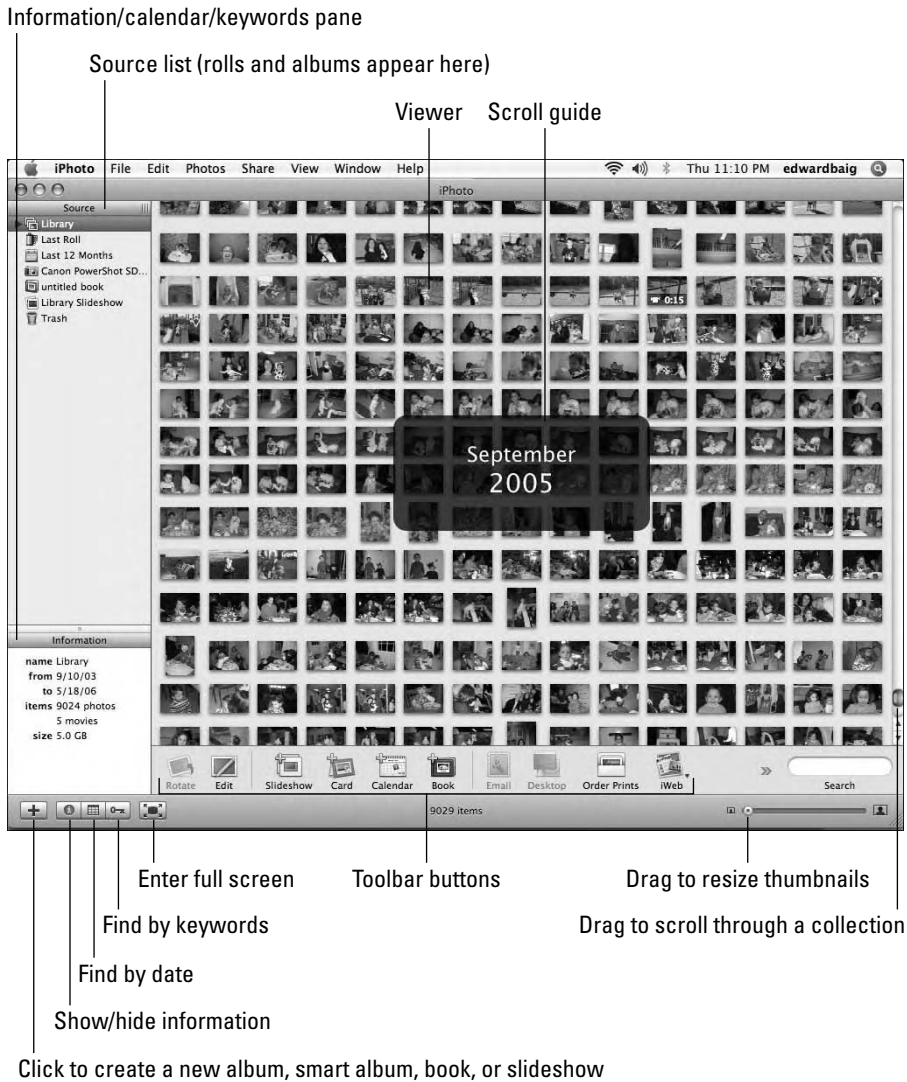 Information/calendar/keywords pane
Source list (rolls and albums appear here)
Viewer Scroll guide
iPhoto File Edit Photos Share View Window Help Thu 11:10 PM edwardbaig
iPhoto
Source
Library
Last Roll
Last 12 Months
Canon PowerShot SD...
untitled book
Library Slideshow
Trash
0:15
September
2005
Information
name Library
from 9/10/03
to 5/18/06
items 9024 photos
5 movies
size 5.0 GB
Rotate Edit Slideshow Card Calendar Book Email Desktop Order Prints iWeb » Search
9029 items
Enter full screen Toolbar buttons Drag to resize thumbnails
Find by keywords Drag to scroll through a collection
Find by date
Show/hide information
Click to create a new album, smart album, book, or slideshow